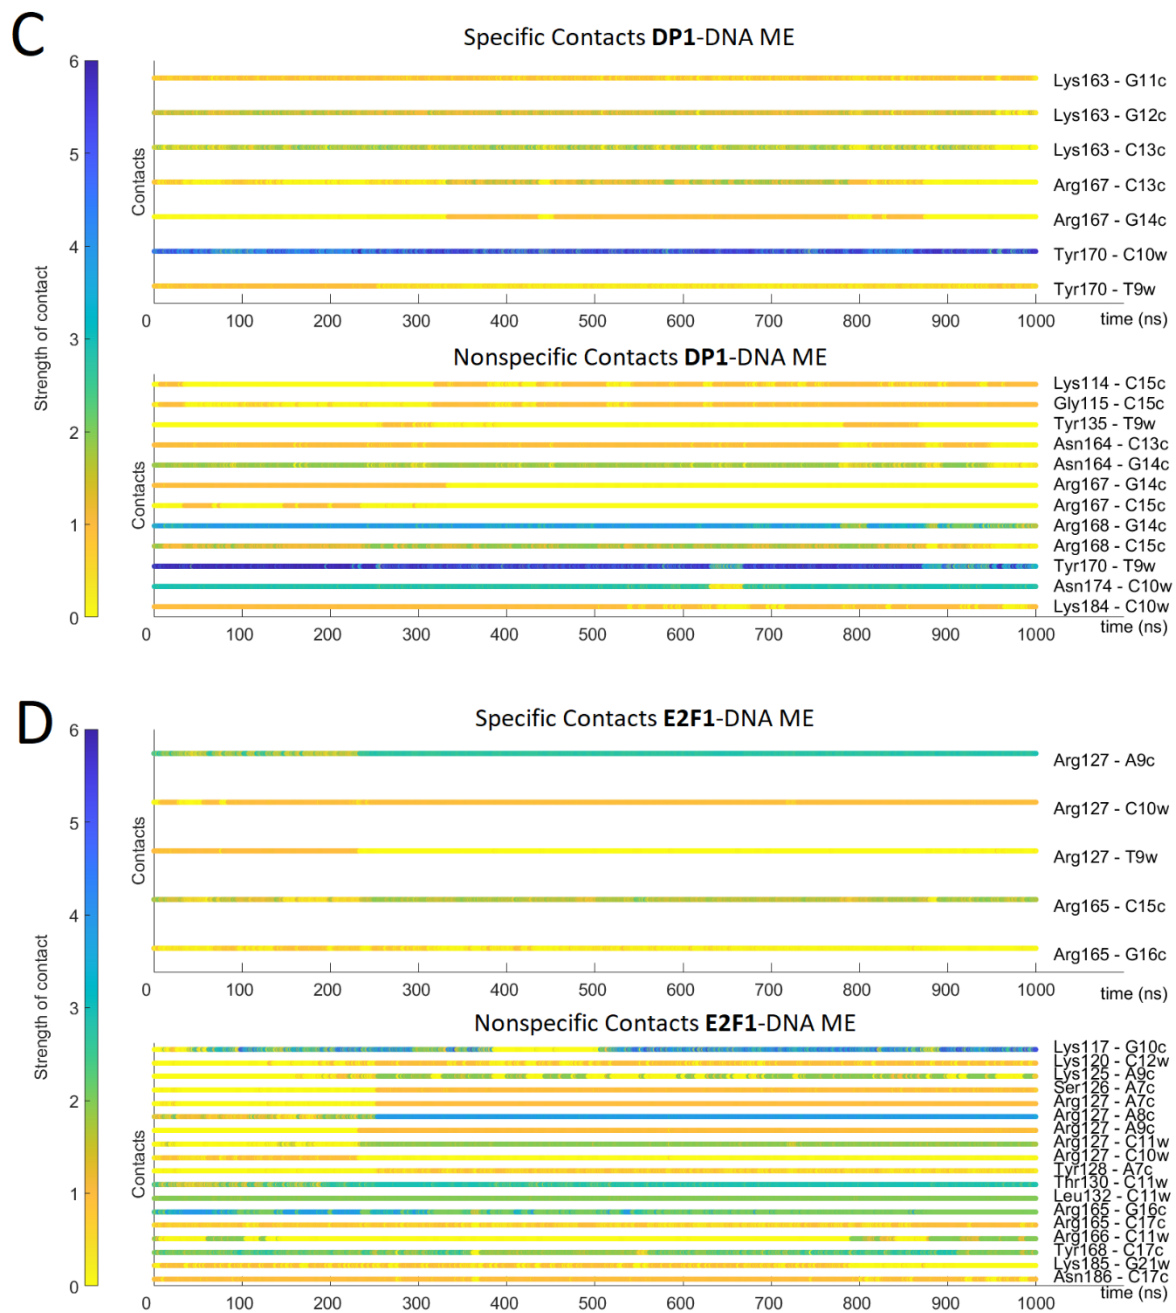 C
Specific Contacts DP1-DNA ME
6
5
4
3
2
1
0
Strength of contact
Contacts
Lys163 - G11c
Lys163 - G12c
Lys163 - C13c
Arg167 - C13c
Arg167 - G14c
Tyr170 - C10w
Tyr170 - T9w
0 100 200 300 400 500 600 700 800 900 1000
time (ns)
Nonspecific Contacts DP1-DNA ME
Contacts
Lys114 - C15c
Gly115 - C15c
Tyr135 - T9w
Asn164 - C13c
Asn164 - G14c
Arg167 - G14c
Arg167 - C15c
Arg168 - G14c
Arg168 - C15c
Tyr170 - T9w
Asn174 - C10w
Lys184 - C10w
0 100 200 300 400 500 600 700 800 900 1000
time (ns)
D
Specific Contacts E2F1-DNA ME
6
5
4
3
2
1
0
Strength of contact
Contacts
Arg127 - A9c
Arg127 - C10w
Arg127 - T9w
Arg165 - C15c
Arg165 - G16c
0 100 200 300 400 500 600 700 800 900 1000
time (ns)
Nonspecific Contacts E2F1-DNA ME
Contacts
Lys117 - G10c
Lys120 - C12w
Lys125 - A9c
Ser126 - A7c
Arg127 - A7c
Arg127 - A8c
Arg127 - A9c
Arg127 - C11w
Arg127 - C10w
Tyr128 - A7c
Thr130 - C11w
Leu132 - C11w
Arg165 - G16c
Arg165 - C17c
Arg166 - C11w
Tyr168 - C17c
Lys185 - G21w
Asn186 - C17c
time (ns)
0 100 200 300 400 500 600 700 800 900 1000